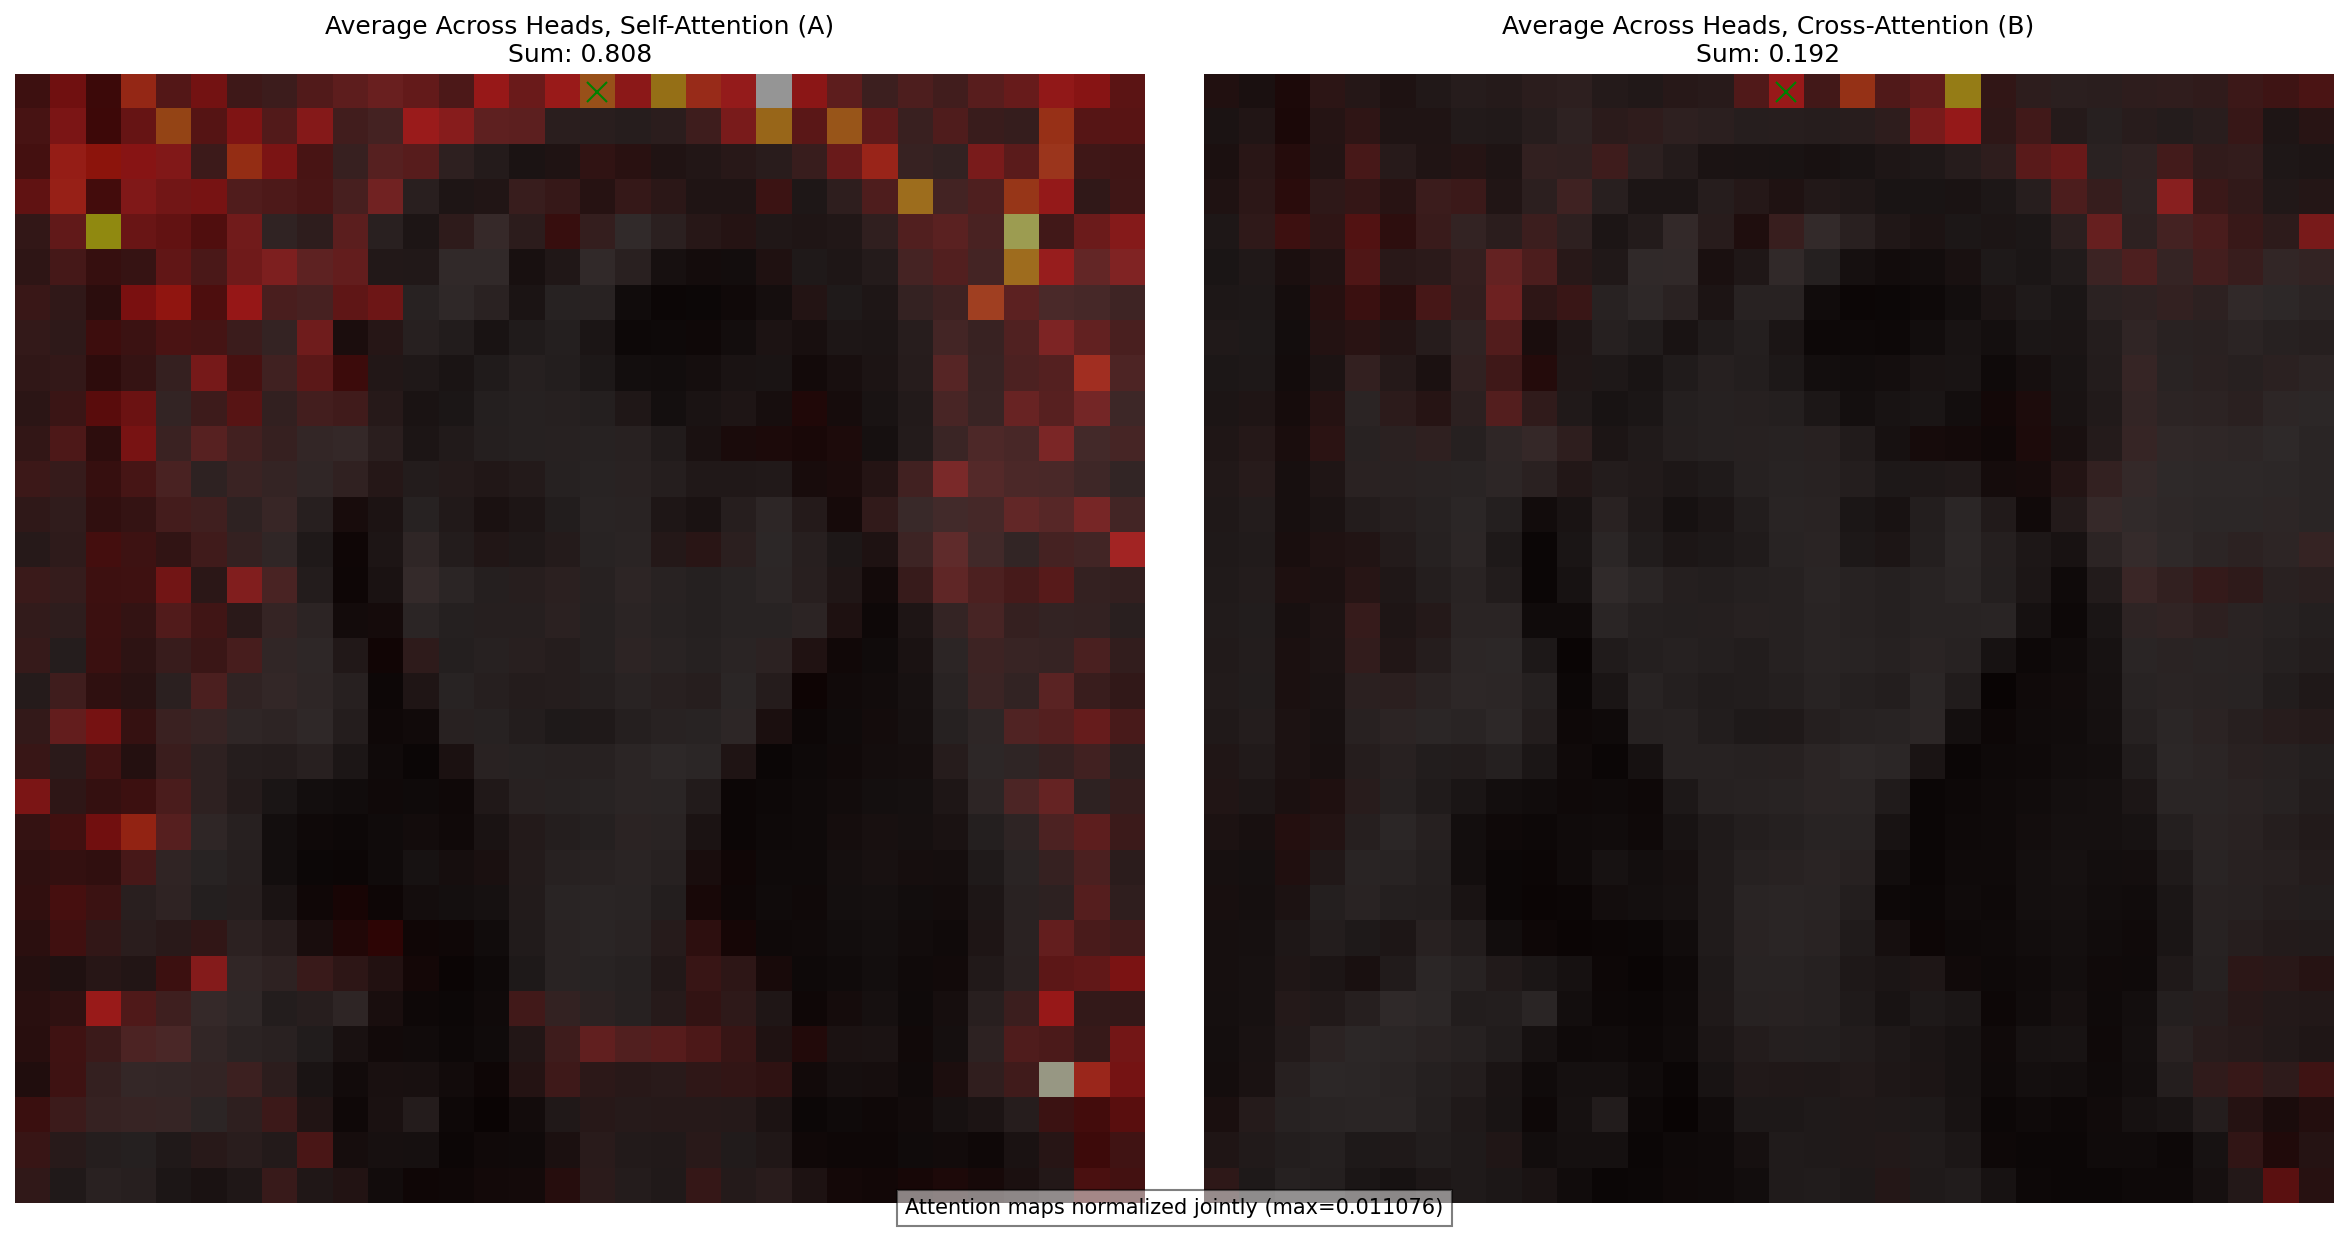 Average Across Heads, Self-Attention (A)
Sum: 0.808
Average Across Heads, Cross-Attention (B)
Sum: 0.192
Attention maps normalized jointly (max=0.011076)